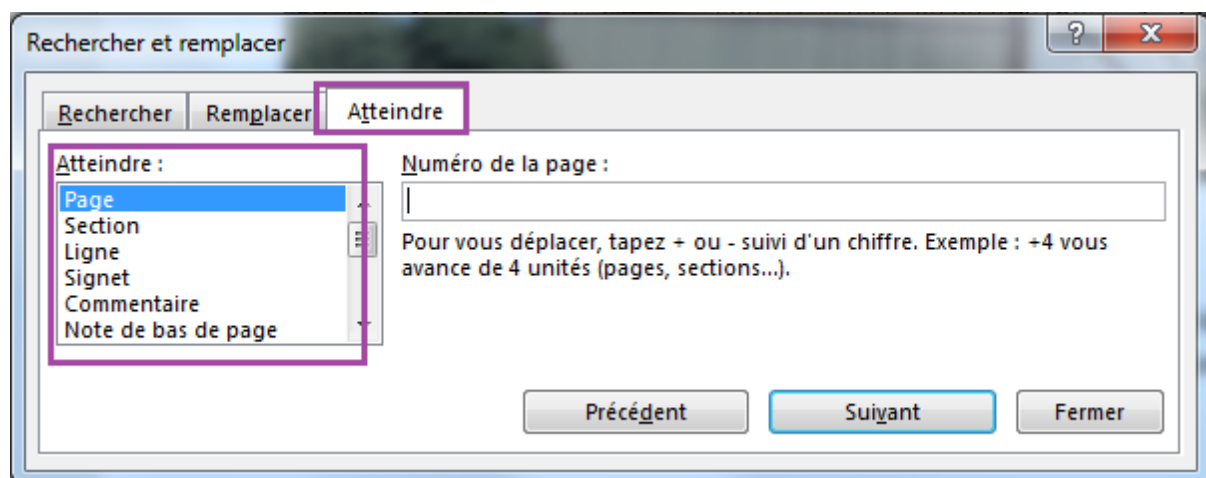 Rechercher et remplacer
?
X
Rechercher
Remplacer
Atteindre
Atteindre :
Page
Section
Ligne
Signet
Commentaire
Note de bas de page
Numéro de la page :
Pour vous déplacer, tapez + ou - suivi d'un chiffre. Exemple : +4 vous
avance de 4 unités (pages, sections...).
Précédent
Suivant
Fermer